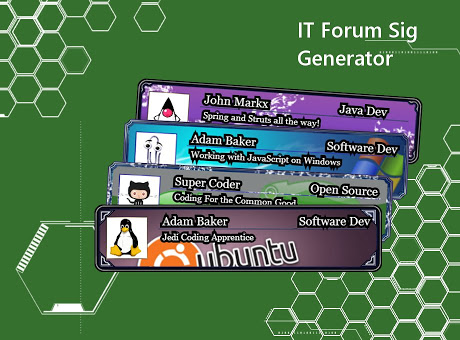 IT Forum Sig
Generator
John Markx Java Dev
Spring and Struts all the way!
Adam Baker Software Dev
Working with JavaScript on Windows
Super Coder Open Source
Coding For the Common Good
Adam Baker Software Dev
Jedi Coding Apprentice
ubuntu